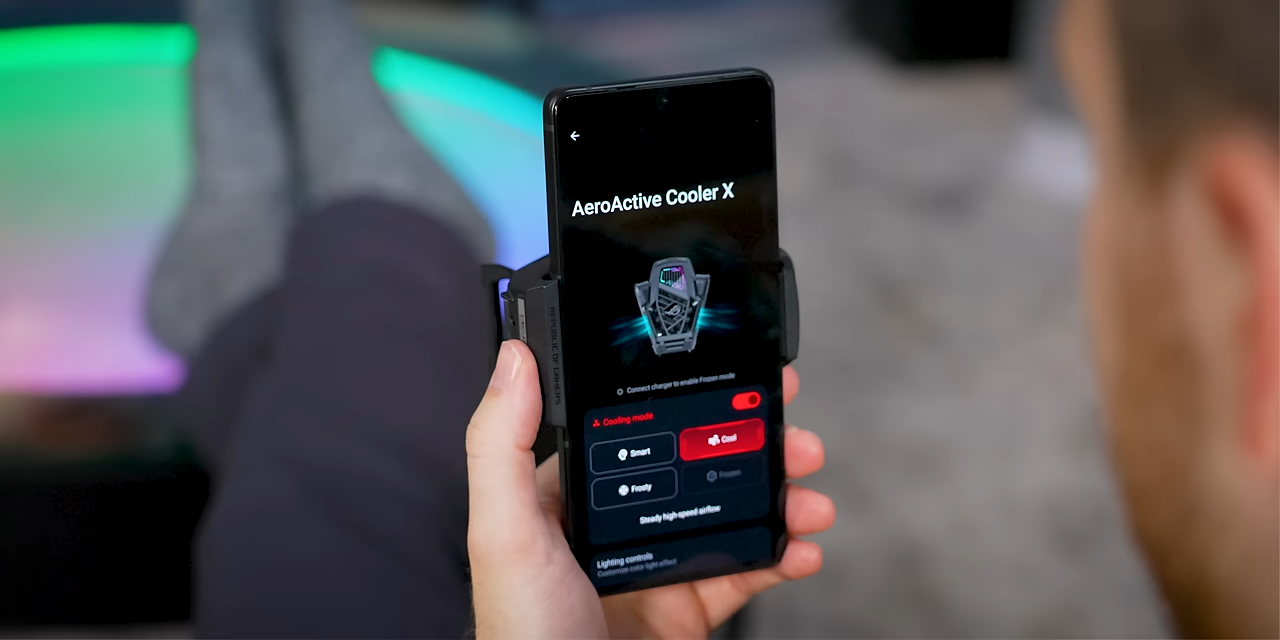 AeroActive Cooler X
Connect charger to enable Frozen mode
Cooling mode
Smart
Cool
Frosty
Frozen
Steady high-speed airflow
Lighting controls
Customize color light effect
REPUBLIC OF GAMERS